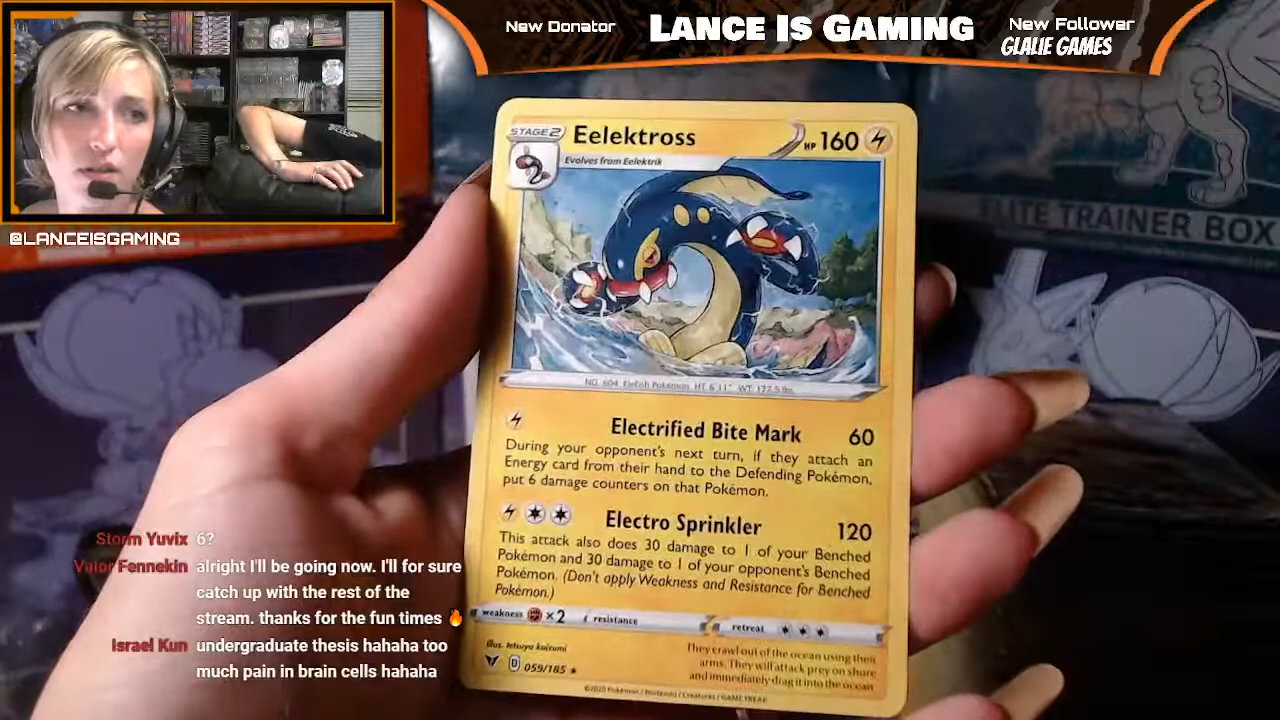 New Donator
LANCE IS GAMING
New Follower
GLALIE GAMES
@LANCEISGAMING
ELITE TRAINER BOX
STAGE 2
Eelektross
HP 160
Evolves from Eelektrik
NO. 604 Elefish Pokémon HT. 6'11" WT. 177.5 lbs.
Electrified Bite Mark 60
During your opponent's next turn, if they attach an
Energy card from their hand to the Defending Pokémon,
put 6 damage counters on that Pokémon.
Electro Sprinkler 120
This attack also does 30 damage to 1 of your Benched
Pokémon and 30 damage to 1 of your opponent's Benched
Pokémon. (Don't apply Weakness and Resistance for Benched
Pokémon.)
weakness ×2 resistance retreat
illus. tetsuya koizumi
D 059/185 ★
They crawl out of the ocean using their
arms. They will attack prey on shore
and immediately drag it into the ocean.
©2020 Pokémon / Nintendo / Creatures / GAME FREAK
Storm Yuvix 6?
Valor Fennekin alright I'll be going now. I'll for sure
catch up with the rest of the
stream. thanks for the fun times 🔥
Israel Kun undergraduate thesis hahaha too
much pain in brain cells hahaha